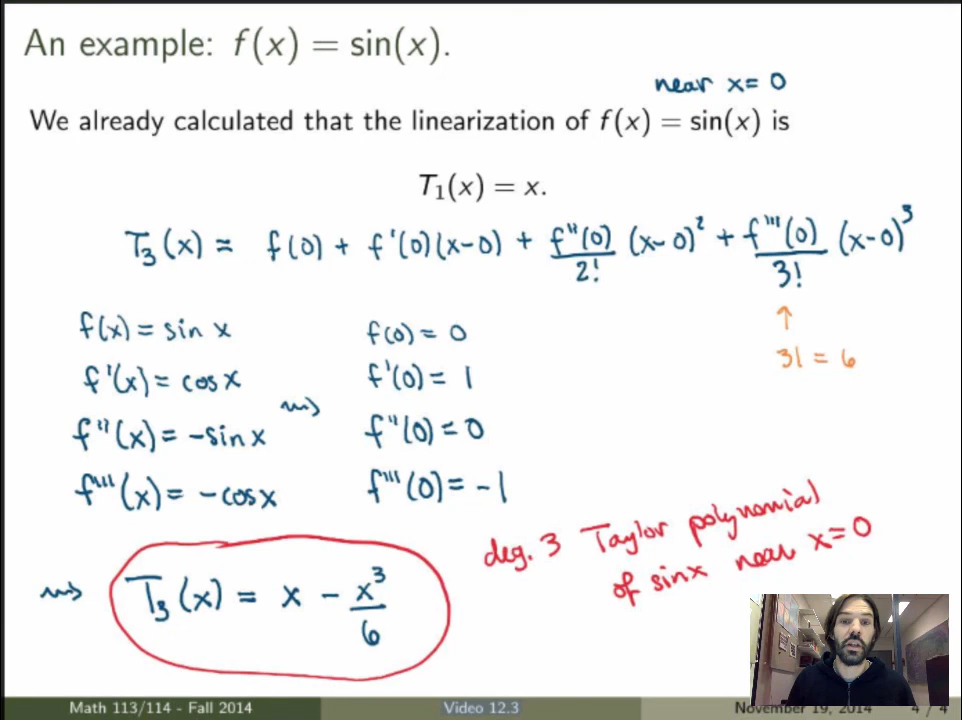 An example: f(x) = sin(x).
near x = 0
We already calculated that the linearization of f(x) = sin(x) is
T₁(x) = x.
T₃(x) = f(0) + f'(0)(x-0) + f''(0)/2! (x-0)² + f'''(0)/3! (x-0)³
↑
3! = 6
f(x) = sin x f(0) = 0
f'(x) = cos x f'(0) = 1
f''(x) = -sin x f''(0) = 0
f'''(x) = -cos x f'''(0) = -1
deg. 3 Taylor polynomial
of sin x near x=0
T₃(x) = x - x³/6
Math 113/114 - Fall 2014 Video 12.3 November 19, 2014 4 / 4